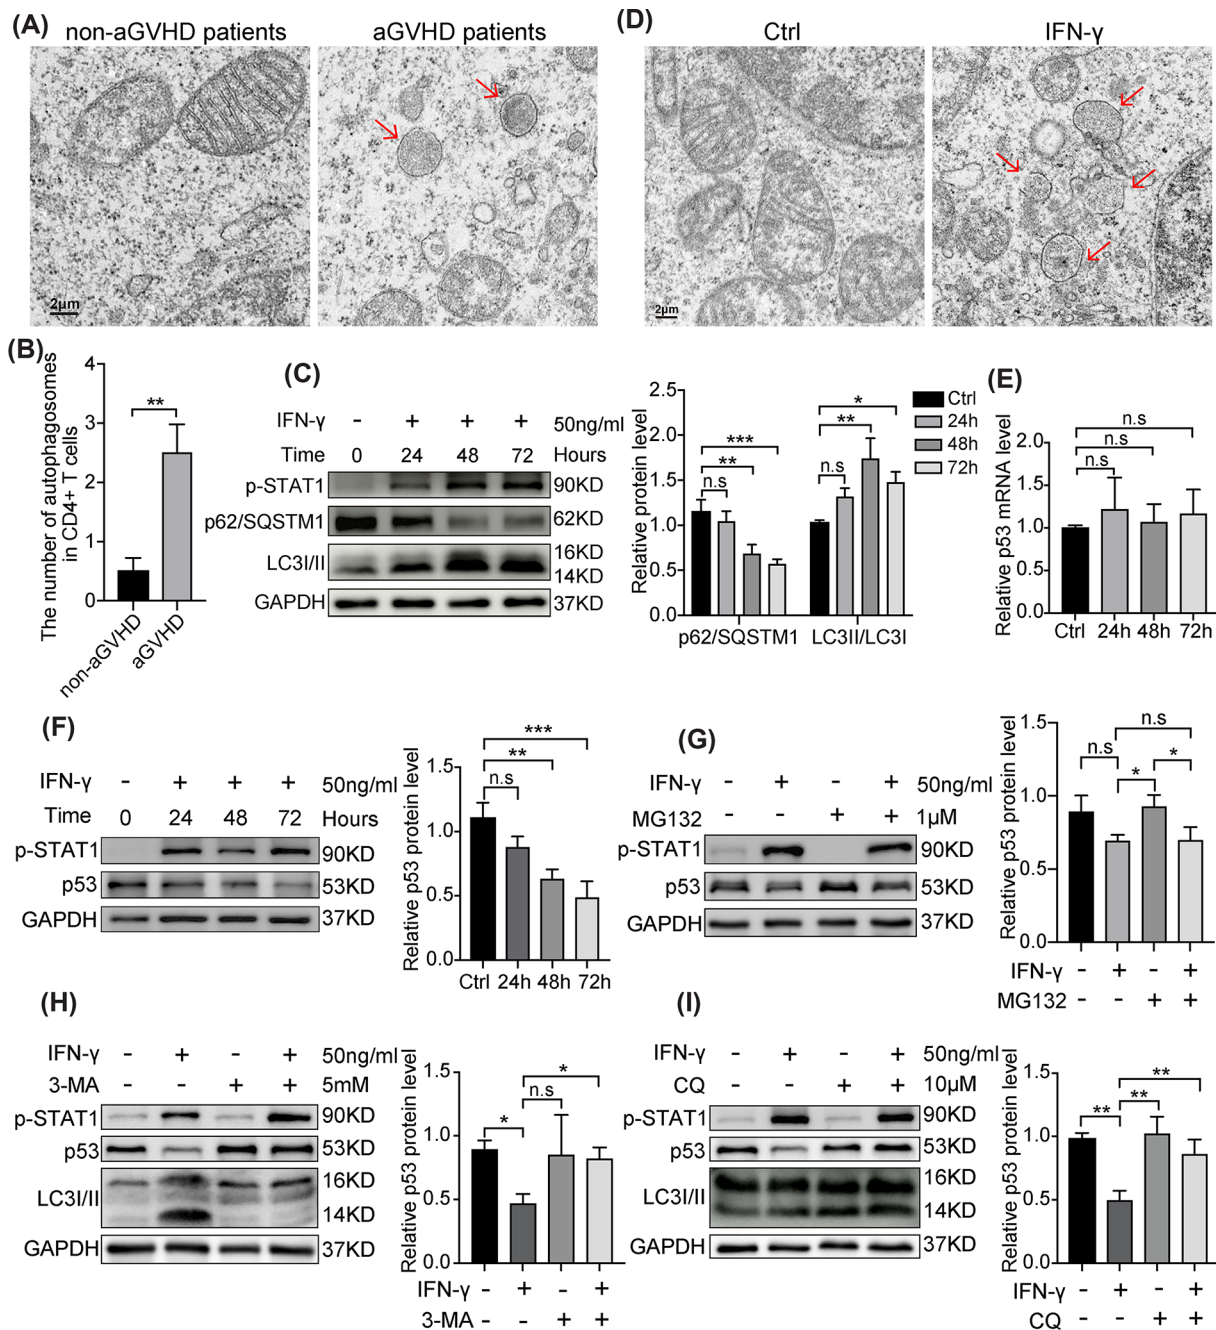 (A)
non-aGVHD patients
aGVHD patients
2μm
(D)
Ctrl
IFN-γ
2μm
(B)
The number of autophagosomes
in CD4+ T cells
4
3
2
1
0
**
non-aGVHD
aGVHD
(C)
IFN-γ - + + + 50ng/ml
Time 0 24 48 72 Hours
p-STAT1 90KD
p62/SQSTM1 62KD
LC3I/II 16KD
14KD
GAPDH 37KD
Relative protein level
2.5
2.0
1.5
1.0
0.5
0.0
n.s
**
***
n.s
**
*
p62/SQSTM1 LC3II/LC3I
Ctrl
24h
48h
72h
(E)
Relative p53 mRNA level
2.0
1.5
1.0
0.5
0.0
n.s
n.s
n.s
Ctrl 24h 48h 72h
(F)
IFN-γ - + + + 50ng/ml
Time 0 24 48 72 Hours
p-STAT1 90KD
p53 53KD
GAPDH 37KD
Relative p53 protein level
1.5
1.0
0.5
0.0
***
**
n.s
Ctrl 24h 48h 72h
(G)
IFN-γ - + - + 50ng/ml
MG132 - - + + 1μM
p-STAT1 90KD
p53 53KD
GAPDH 37KD
Relative p53 protein level
1.5
1.0
0.5
0.0
n.s
n.s
*
*
IFN-γ - + - +
MG132 - - + +
(H)
IFN-γ - + - + 50ng/ml
3-MA - - + + 5mM
p-STAT1 90KD
p53 53KD
LC3I/II 16KD
14KD
GAPDH 37KD
Relative p53 protein level
1.5
1.0
0.5
0.0
*
n.s
*
IFN-γ - + - +
3-MA - - + +
(I)
IFN-γ - + - + 50ng/ml
CQ - - + + 10μM
p-STAT1 90KD
p53 53KD
LC3I/II 16KD
14KD
GAPDH 37KD
Relative p53 protein level
1.5
1.0
0.5
0.0
**
**
**
IFN-γ - + - +
CQ - - + +